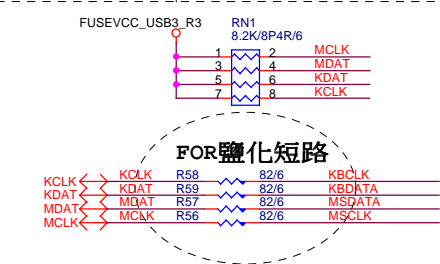 FUSEVCC_USB3_R3
RN1
8.2K/8P4R/6
1 2 MCLK
3 4 MDAT
5 6 KDAT
7 8 KCLK
FOR鹽化短路
KCLK KCLK R58 82/6 KBCLK
KDAT KDAT R59 82/6 KBDATA
MDAT MDAT R57 82/6 MSDATA
MCLK MCLK R56 82/6 MSCLK